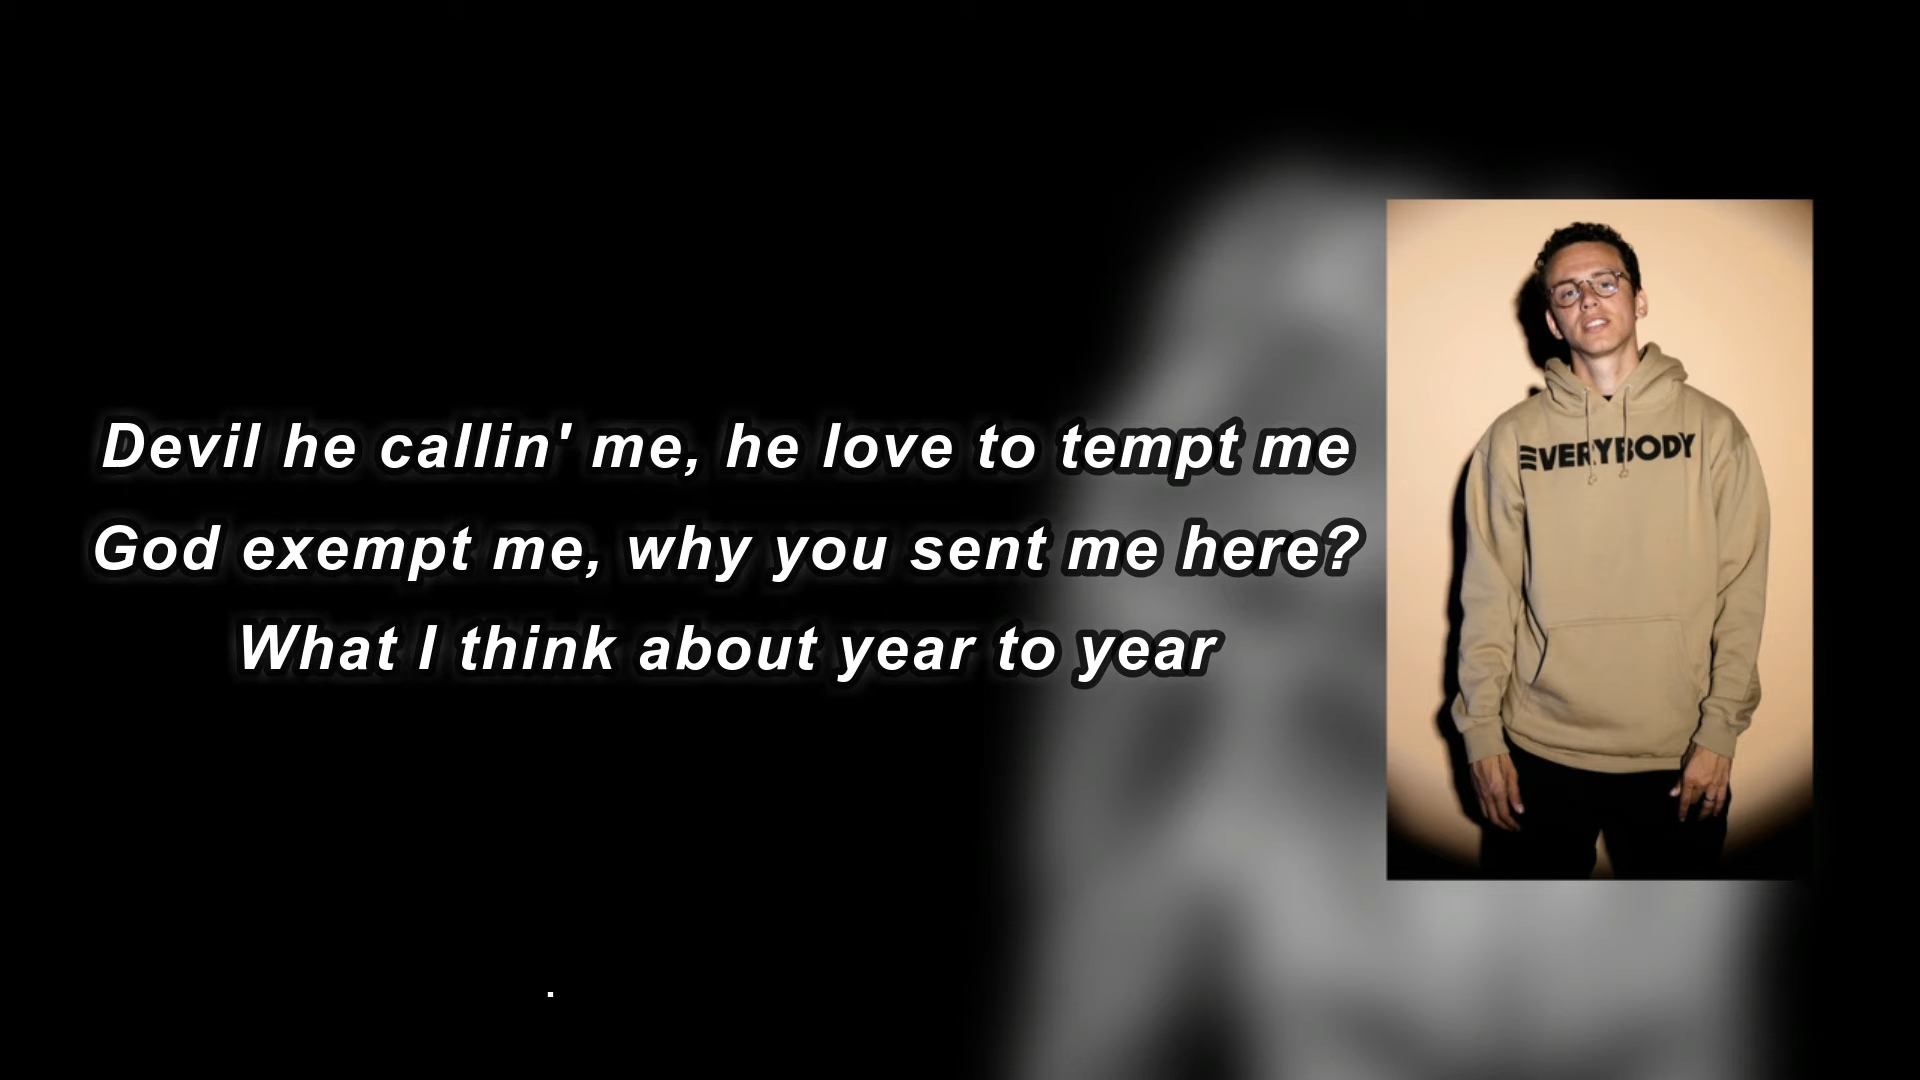 Devil he callin' me, he love to tempt me
God exempt me, why you sent me here?
What I think about year to year
EVERYBODY
.